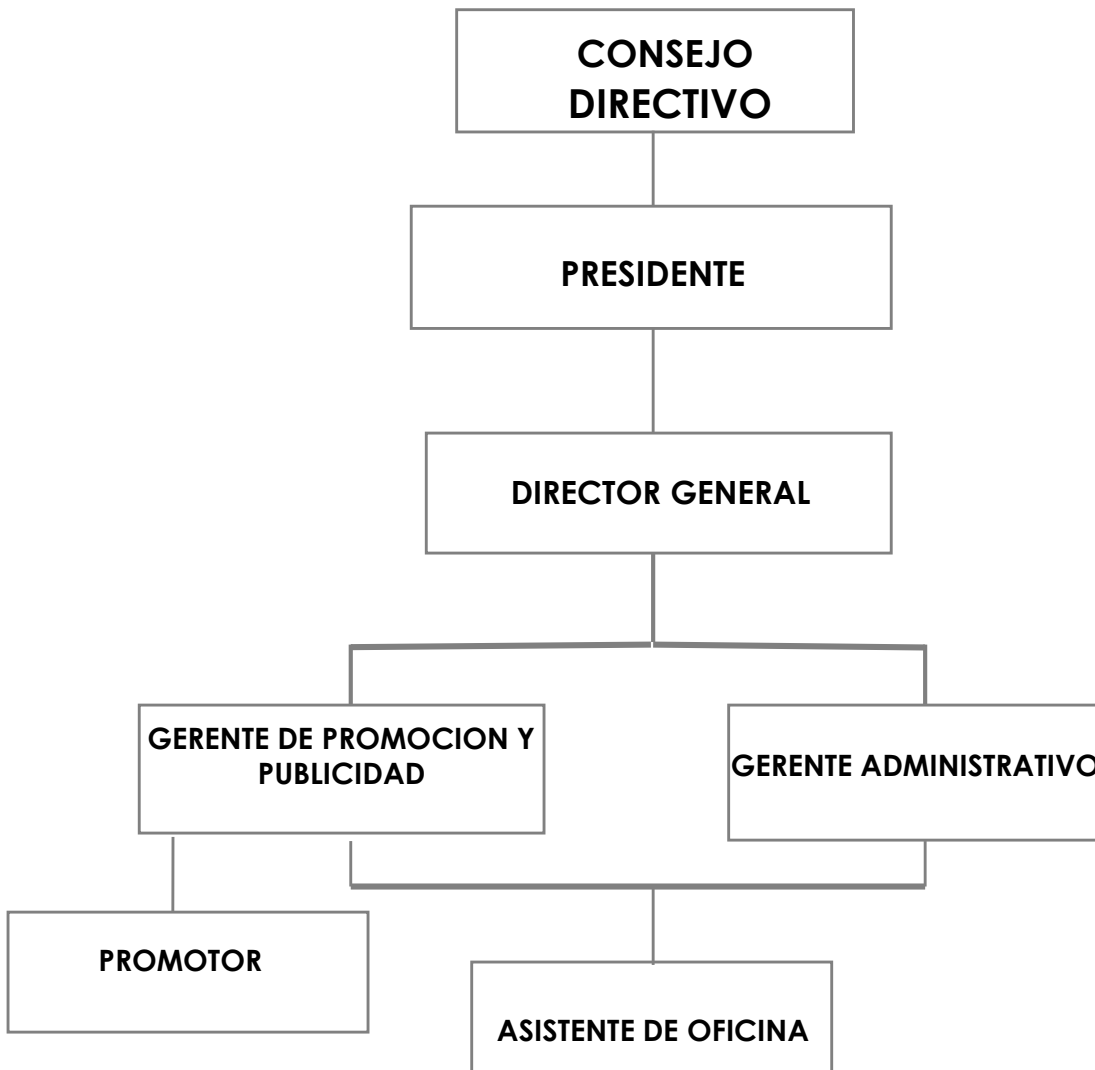 CONSEJO
DIRECTIVO
PRESIDENTE
DIRECTOR GENERAL
GERENTE DE PROMOCION Y
PUBLICIDAD
GERENTE ADMINISTRATIVO
PROMOTOR
ASISTENTE DE OFICINA